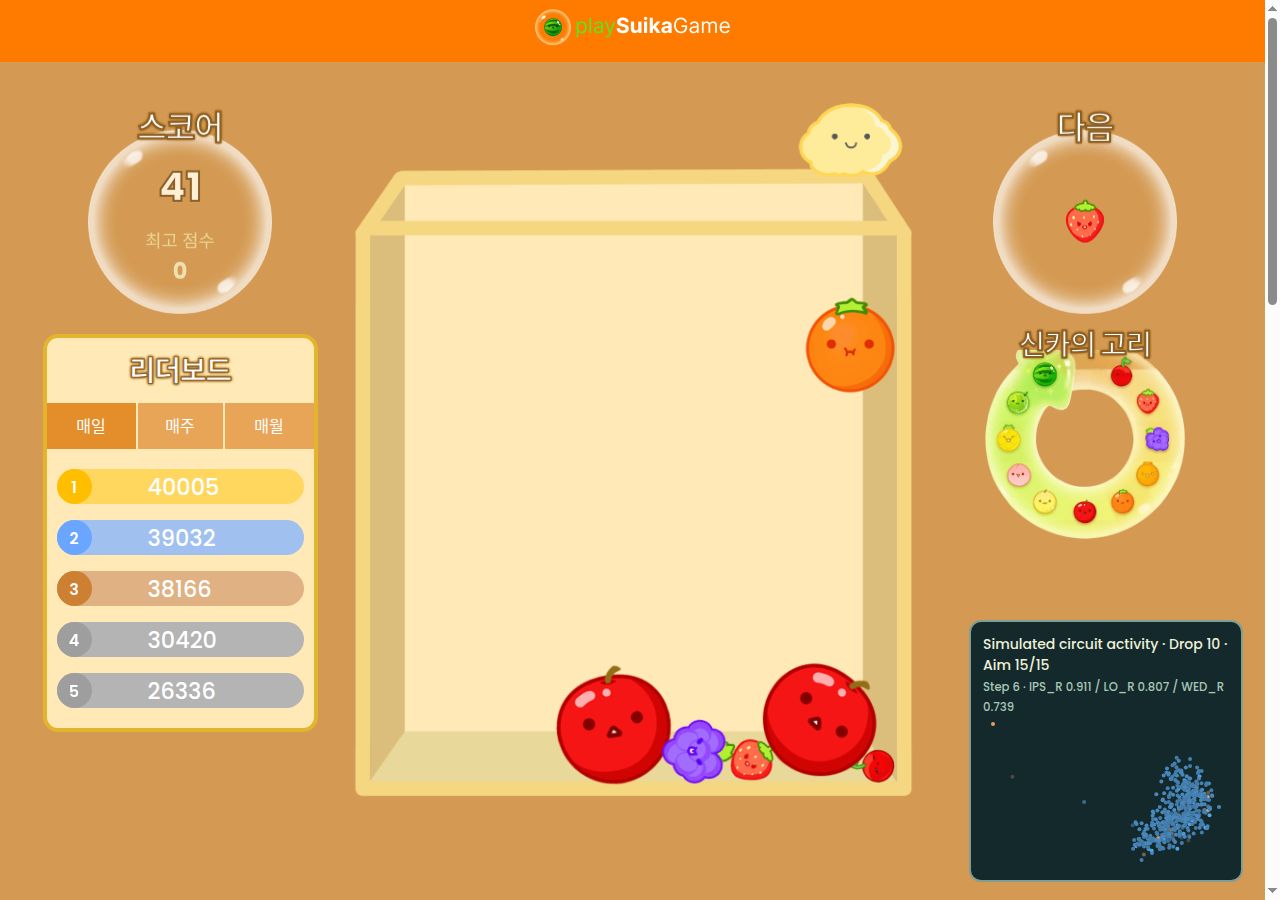 playSuikaGame
스코어
41
최고 점수
0
리더보드
매일 매주 매월
1 40005
2 39032
3 38166
4 30420
5 26336
다음
신카의 고리
Simulated circuit activity · Drop 10 ·
Aim 15/15
Step 6 · IPS_R 0.911 / LO_R 0.807 / WED_R
0.739